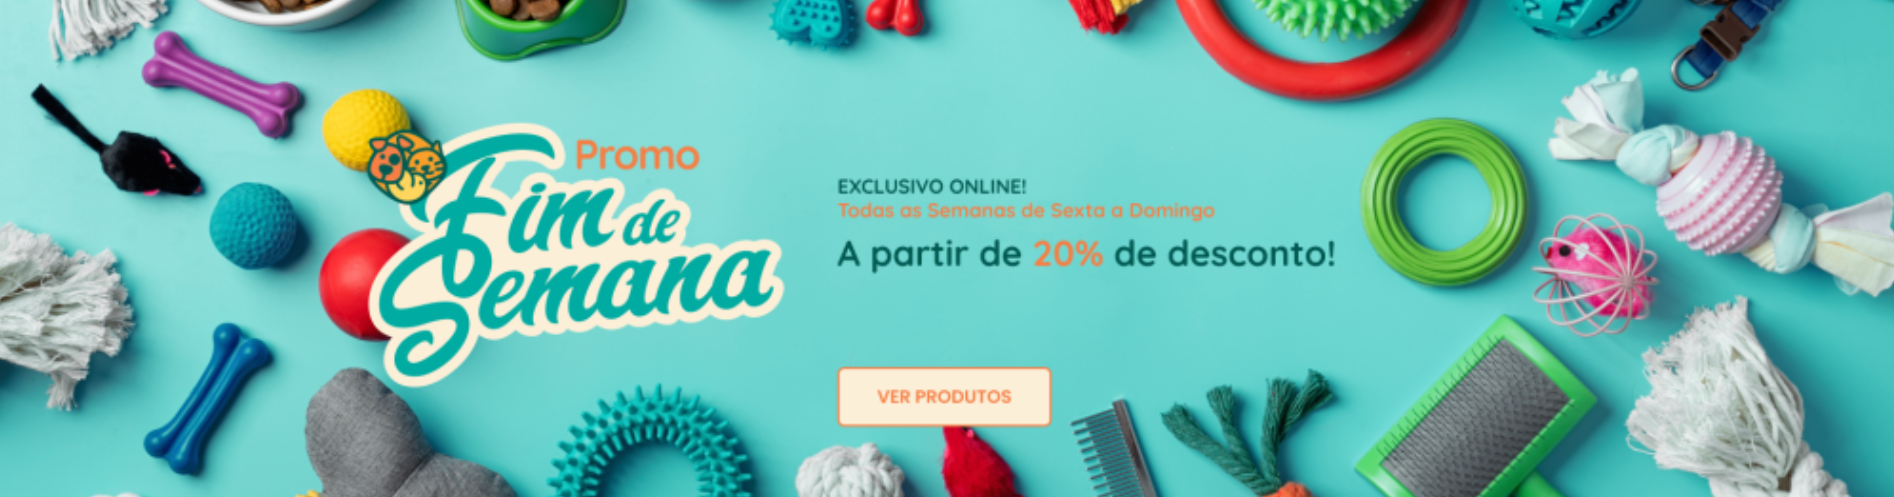 Promo
Fim de
Semana
EXCLUSIVO ONLINE!
Todas as Semanas de Sexta a Domingo
A partir de 20% de desconto!
VER PRODUTOS